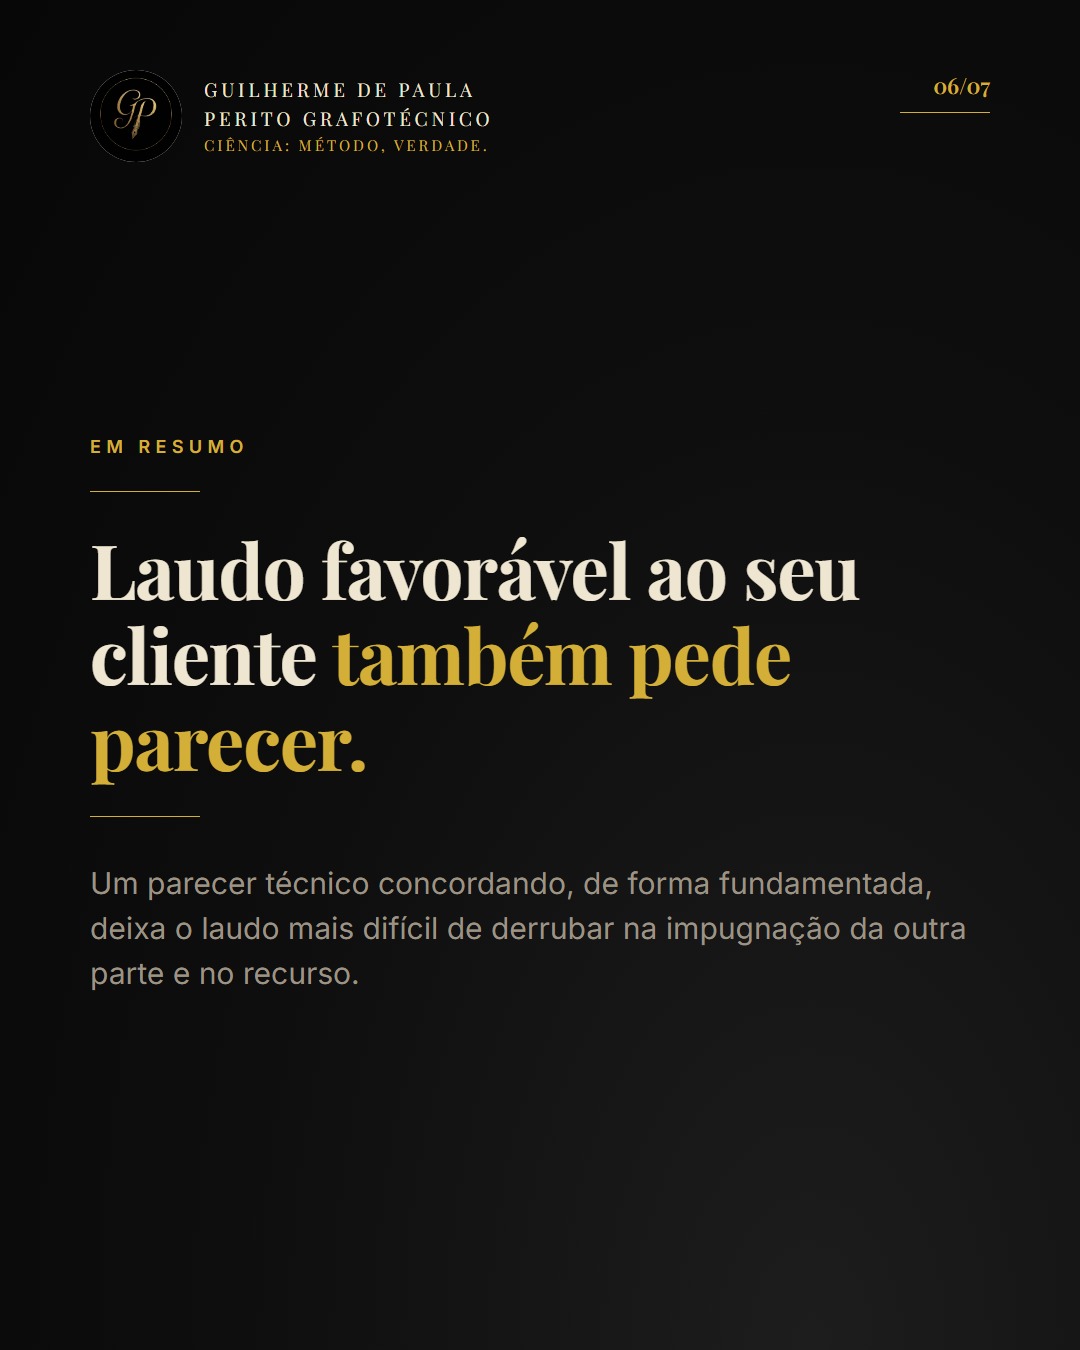 GP
GUILHERME DE PAULA
PERITO GRAFOTÉCNICO
CIÊNCIA: MÉTODO, VERDADE.
06/07
EM RESUMO
Laudo favorável ao seu
cliente também pede
parecer.
Um parecer técnico concordando, de forma fundamentada,
deixa o laudo mais difícil de derrubar na impugnação da outra
parte e no recurso.